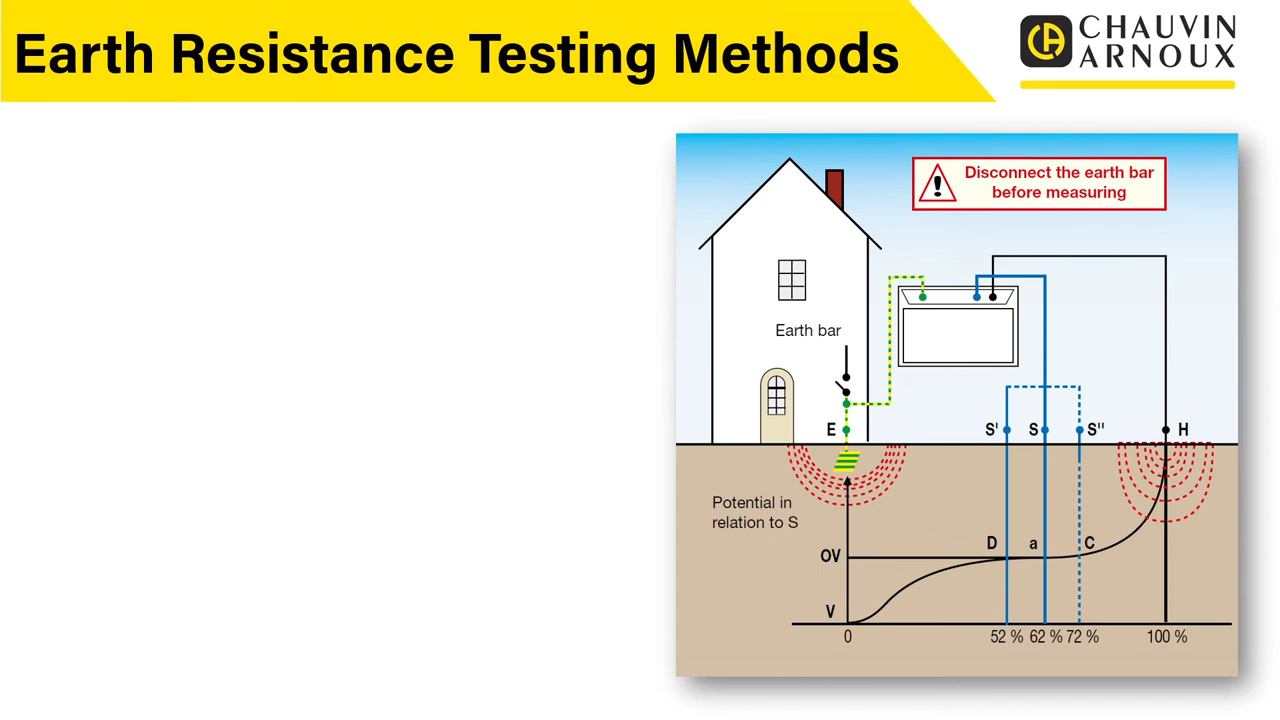 Earth Resistance Testing Methods
CHAUVIN
ARNOUX
Disconnect the earth bar
before measuring
Earth bar
E
S'
S
S''
H
Potential in
relation to S
D
a
C
OV
V
0
52 %
62 %
72 %
100 %